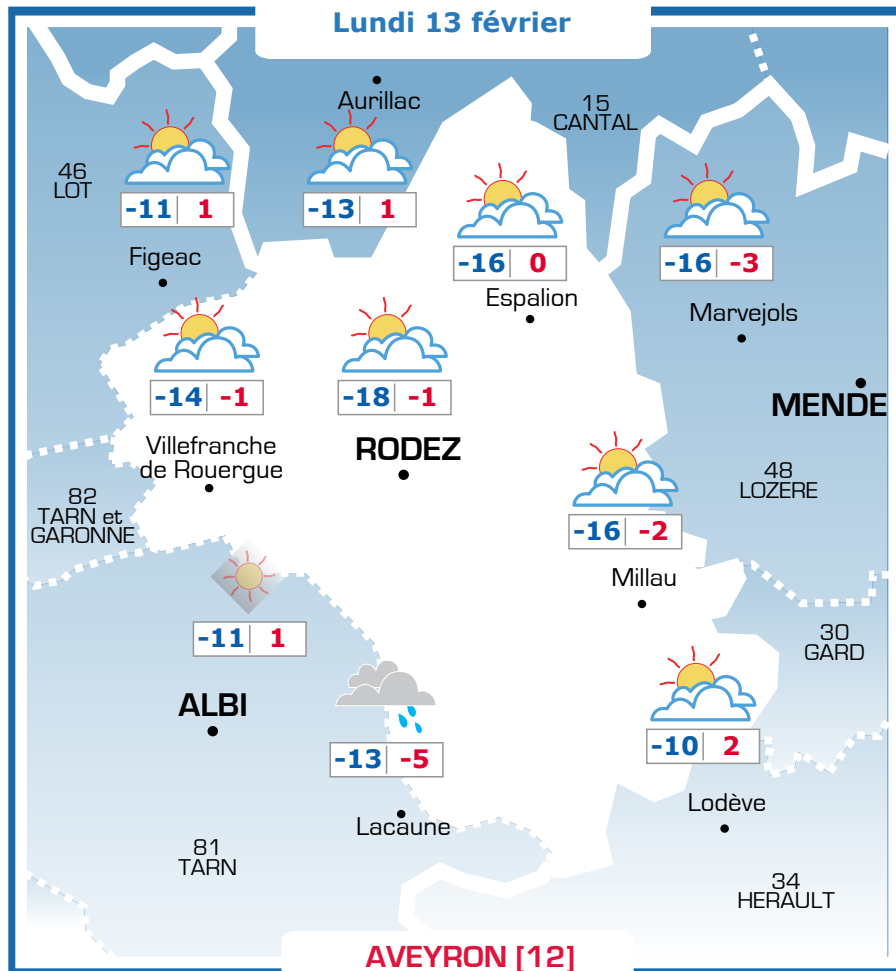 Lundi 13 février
Aurillac
15
CANTAL
46
LOT
-11 1
-13 1
-16 0
-16 -3
Figeac
Espalion
Marvejols
-14 -1
-18 -1
MENDE
Villefranche
de Rouergue
RODEZ
48
LOZERE
82
TARN et
GARONNE
-16 -2
Millau
-11 1
30
GARD
ALBI
-13 -5
-10 2
Lodève
Lacaune
81
TARN
34
HERAULT
AVEYRON [12]